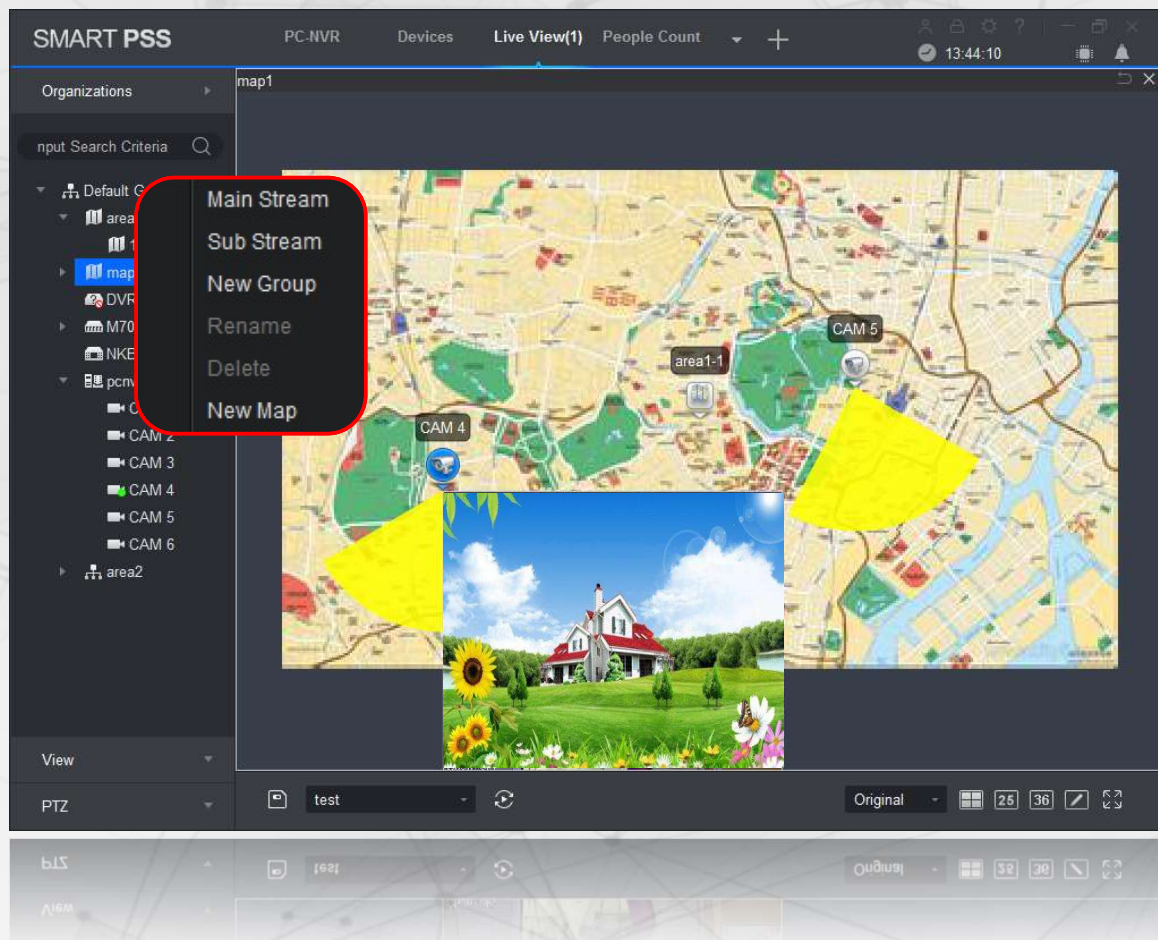 SMART PSS
PC-NVR
Devices
Live View(1)
People Count
13:44:10
Organizations
map1
nput Search Criteria
Default G
area
1
map
DVR
M70
NKE
pcnv
C
CAM 2
CAM 3
CAM 4
CAM 5
CAM 6
area2
Main Stream
Sub Stream
New Group
Rename
Delete
New Map
CAM 5
area1-1
CAM 4
View
PTZ
test
Original
25
36